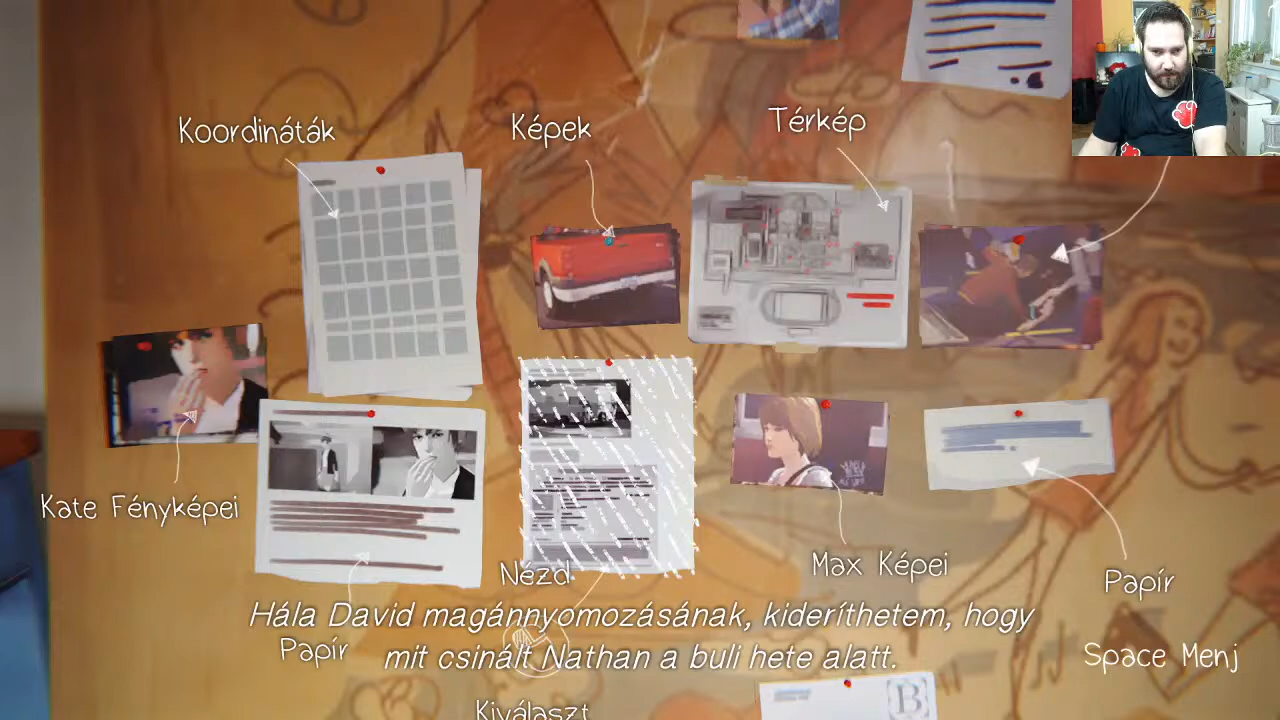 Koordináták
Képek
Térkép
Kate Fényképei
Nézd
Max Képei
Papír
Hála David magánnyomozásának, kideríthetem, hogy
mit csinált Nathan a buli hete alatt.
Papír
Space Menj
Kiválaszt
B